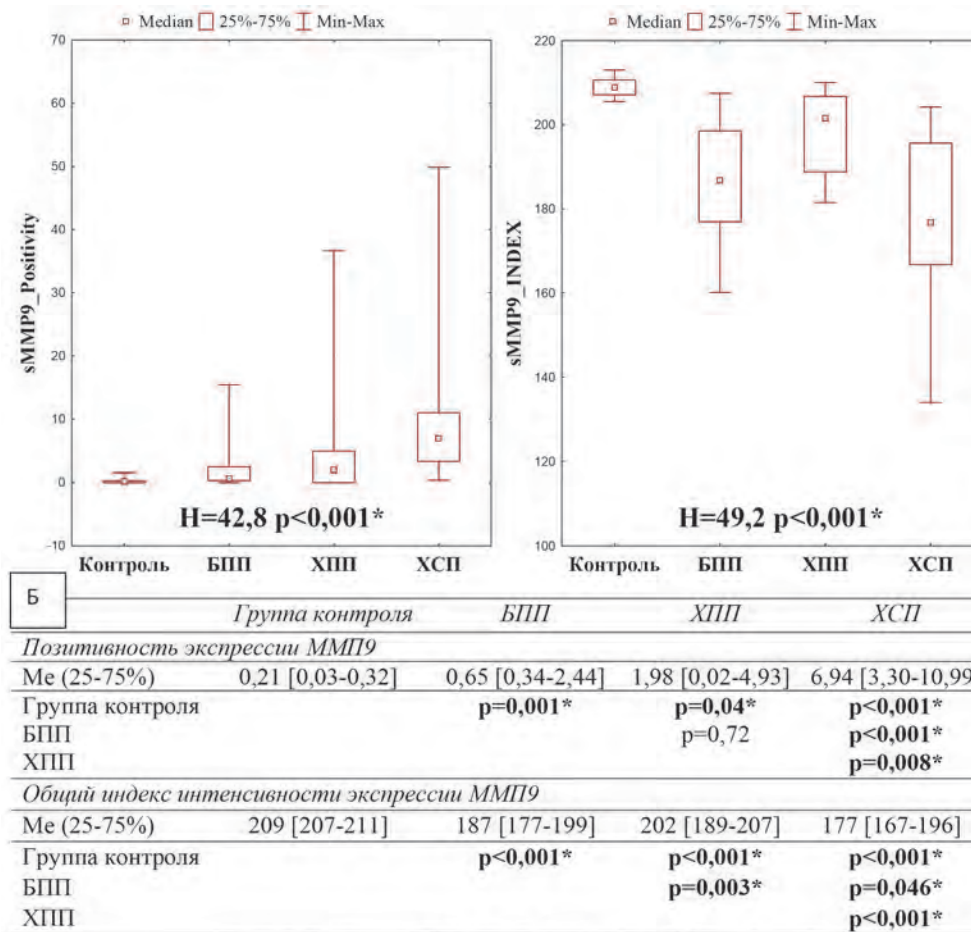 Median 25%-75% Min-Max
70
60
50
40
30
20
10
0
-10
sMMP9_Positivity
H=42,8 p<0,001*
Контроль БПП ХПП ХСП
Median 25%-75% Min-Max
220
200
180
160
140
120
100
sMMP9_INDEX
H=49,2 p<0,001*
Контроль БПП ХПП ХСП
Б
Группа контроля БПП ХПП ХСП
Позитивность экспрессии ММП9
Ме (25-75%) 0,21 [0,03-0,32] 0,65 [0,34-2,44] 1,98 [0,02-4,93] 6,94 [3,30-10,99
Группа контроля p=0,001* p=0,04* p<0,001*
БПП p=0,72 p<0,001*
ХПП p=0,008*
Общий индекс интенсивности экспрессии ММП9
Ме (25-75%) 209 [207-211] 187 [177-199] 202 [189-207] 177 [167-196]
Группа контроля p<0,001* p<0,001* p<0,001*
БПП p=0,003* p=0,046*
ХПП p<0,001*